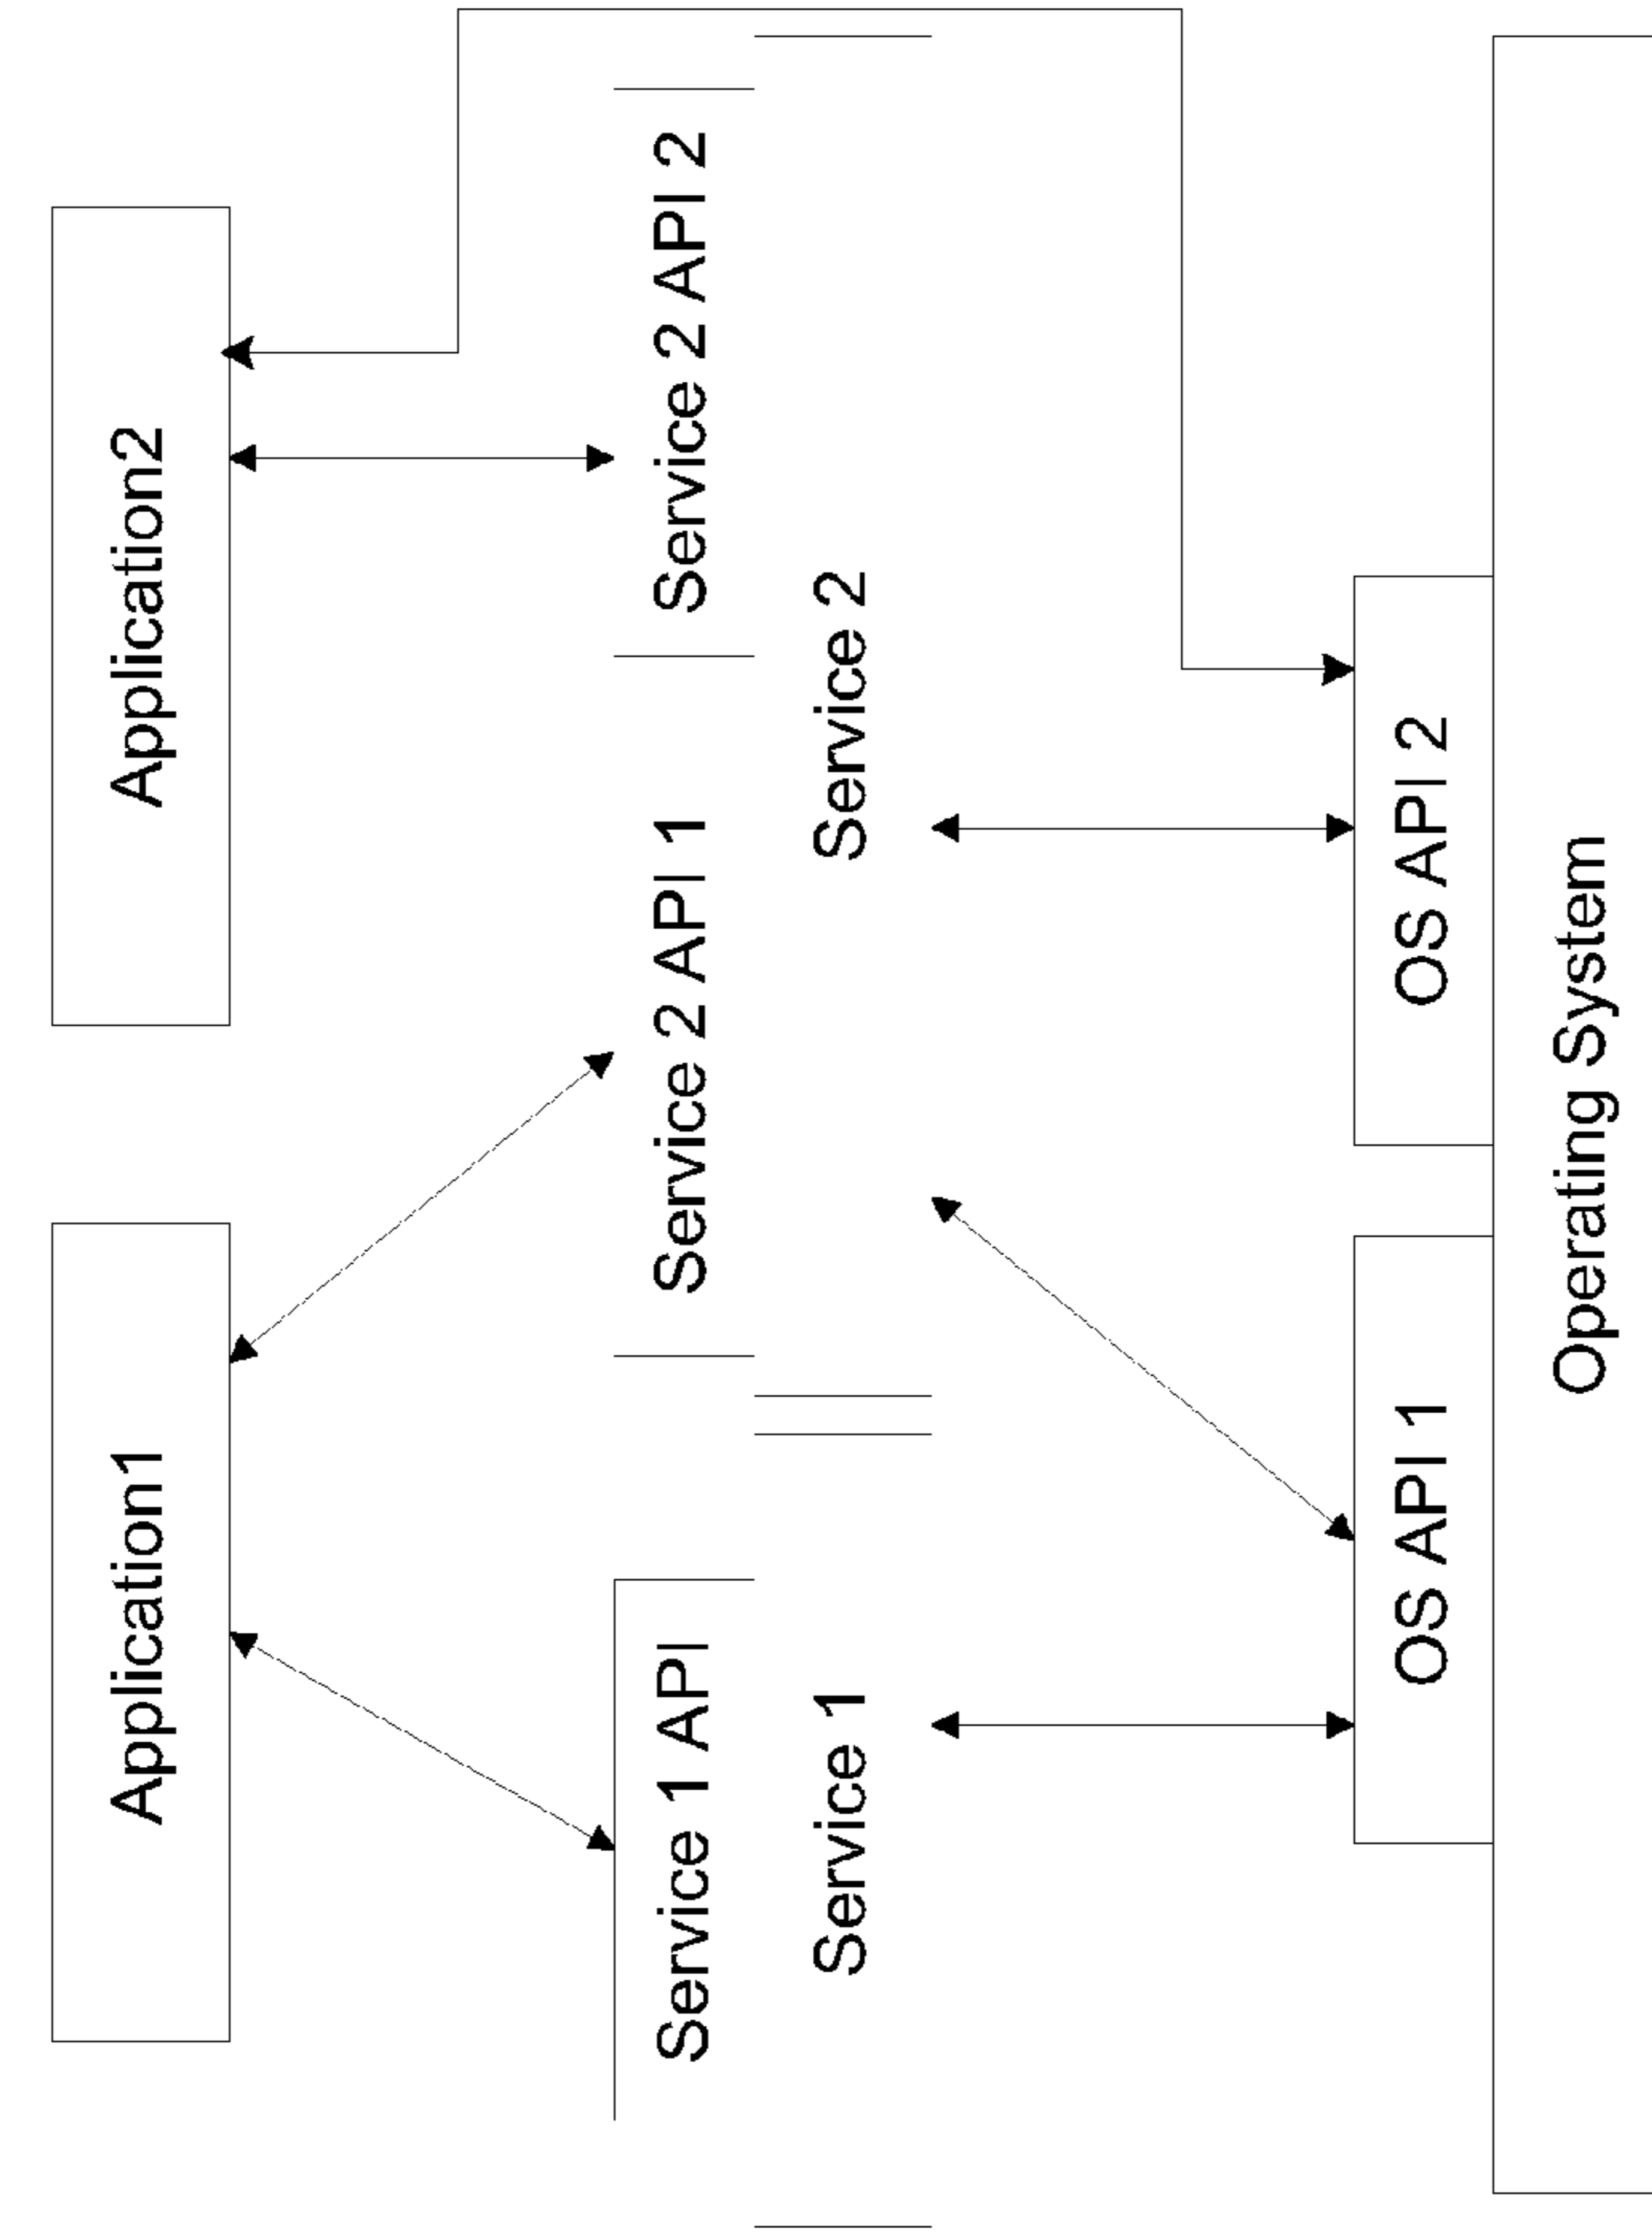 Application1
Application2
Service 1 API
Service 2 API 1
Service 2 API 2
Service 1
Service 2
OS API 1
OS API 2
Operating System